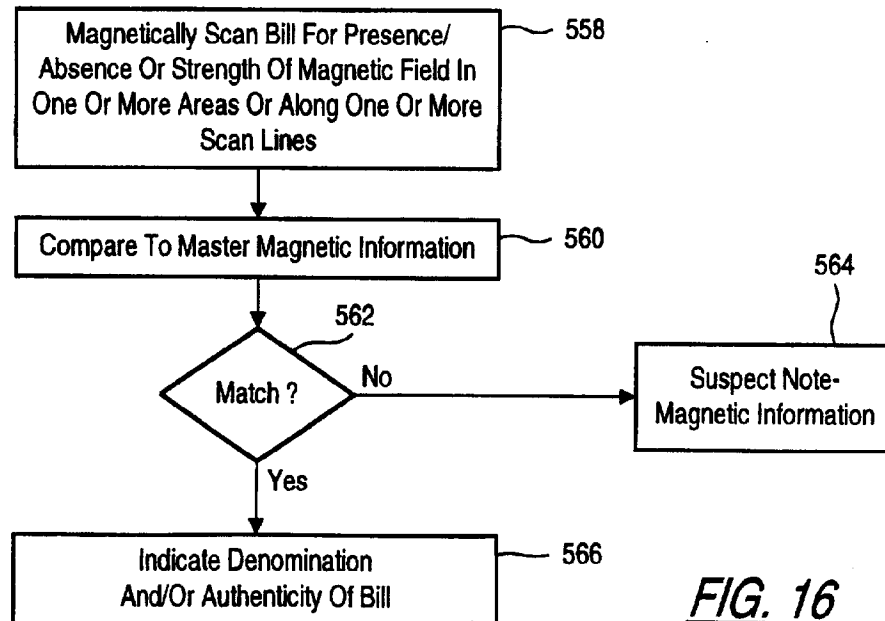 Magnetically Scan Bill For Presence/
Absence Or Strength Of Magnetic Field In
One Or More Areas Or Along One Or More
Scan Lines
558
Compare To Master Magnetic Information
560
562
Match ?
No
564
Suspect Note-
Magnetic Information
Yes
Indicate Denomination
And/Or Authenticity Of Bill
566
FIG. 16